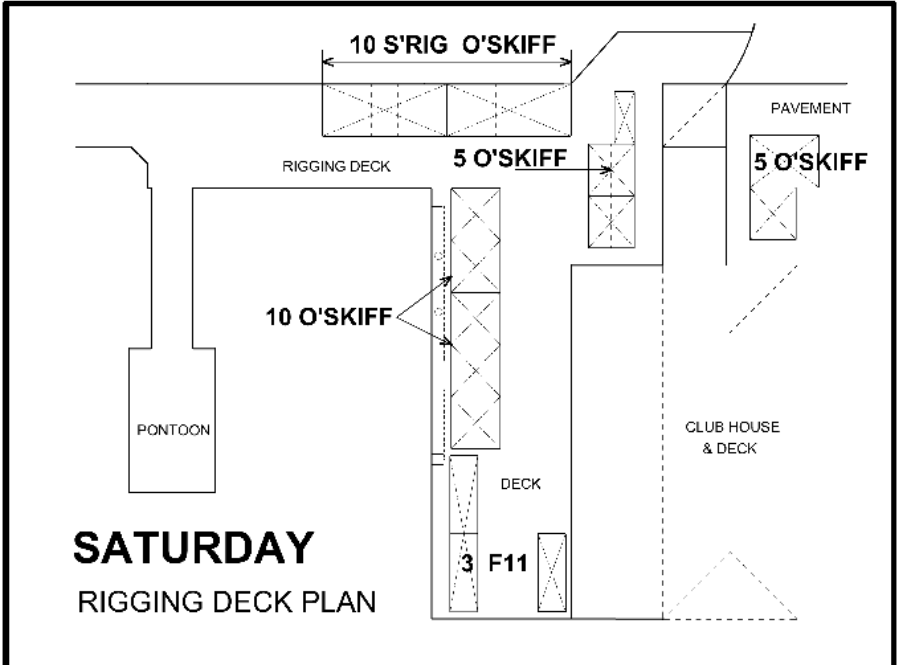 10 S'RIG O'SKIFF
PAVEMENT
RIGGING DECK
5 O'SKIFF
5 O'SKIFF
10 O'SKIFF
PONTOON
CLUB HOUSE
& DECK
DECK
3 F11
SATURDAY
RIGGING DECK PLAN